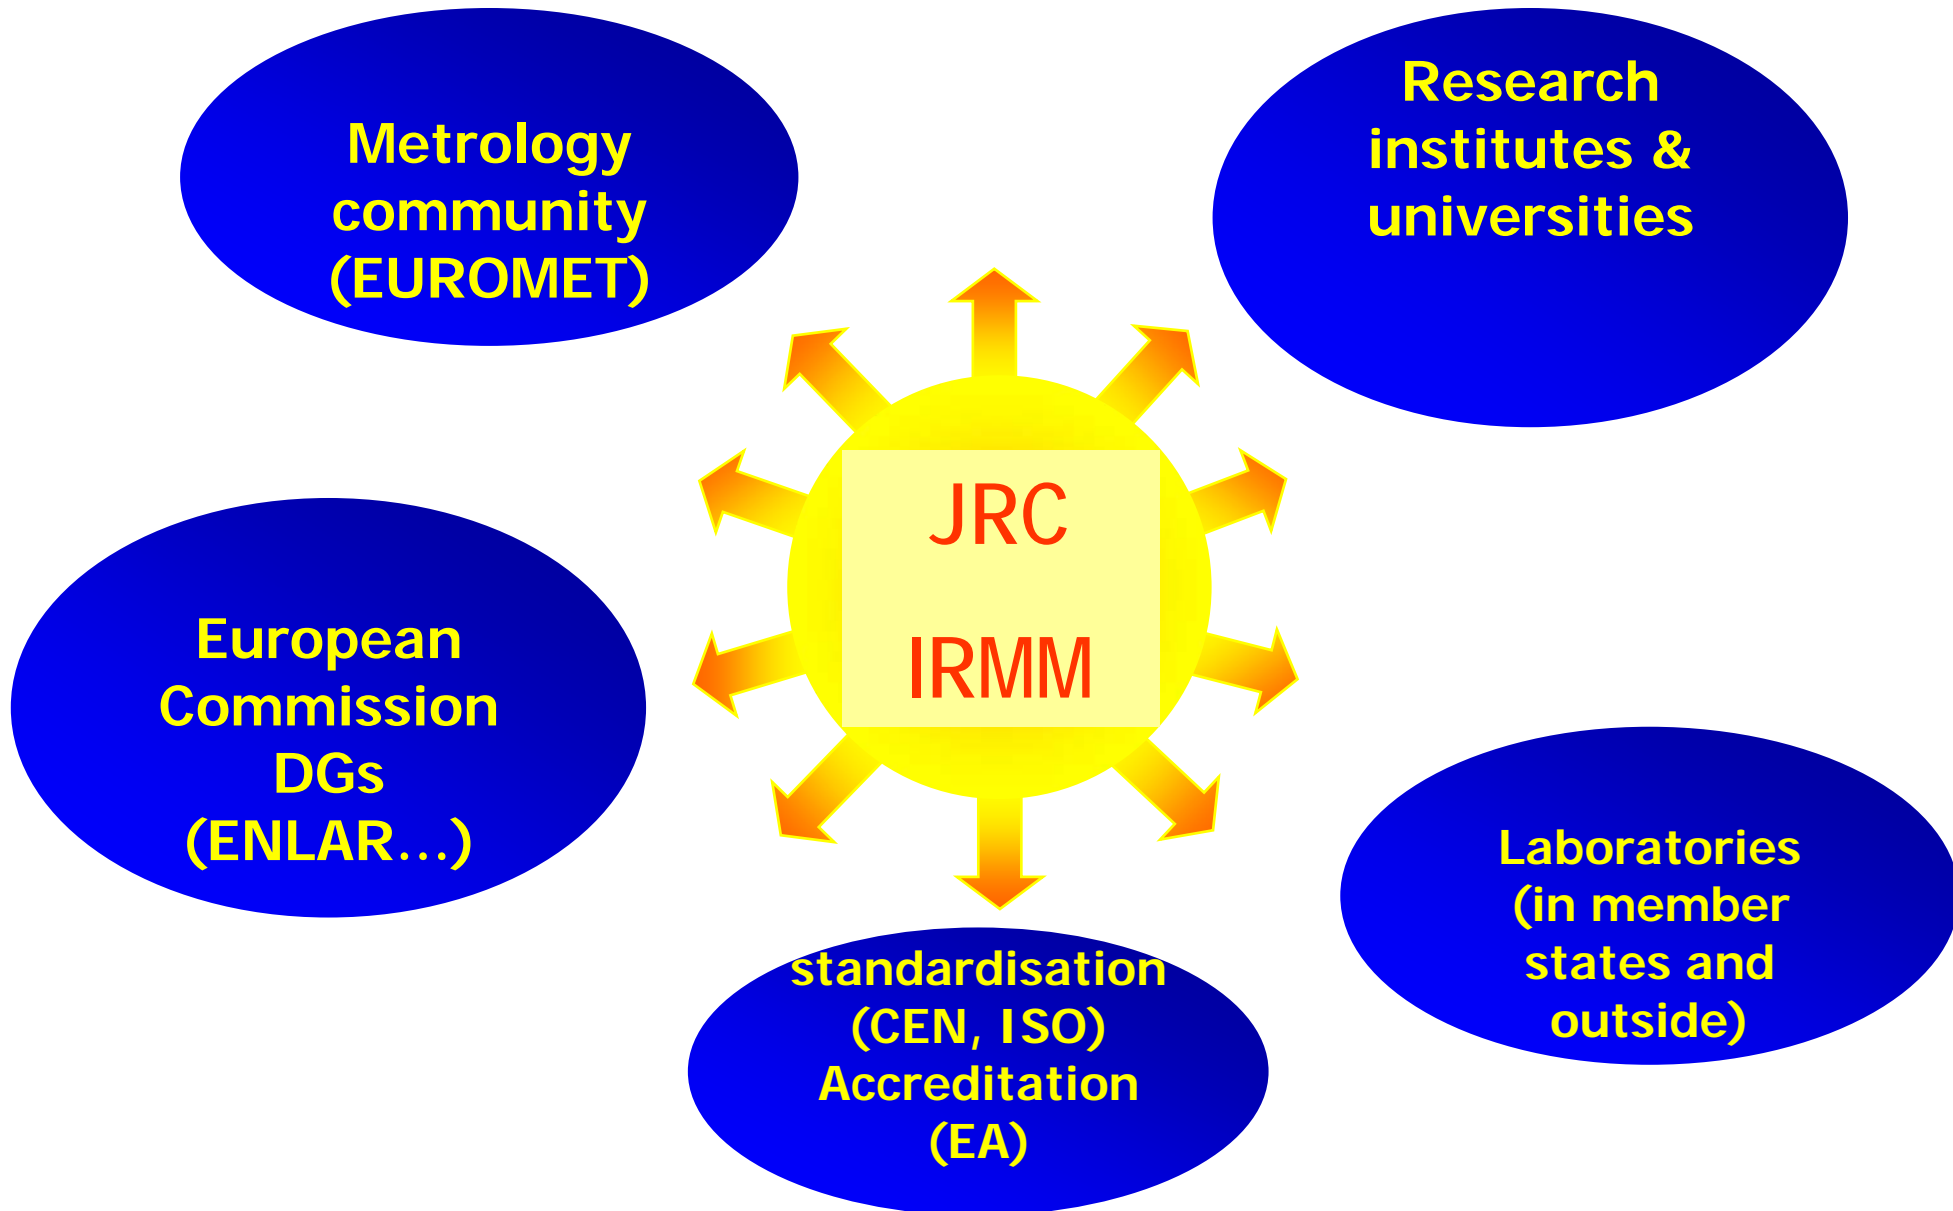 Metrology
community
(EUROMET)
Research
institutes &
universities
JRC
IRMM
European
Commission
DGs
(ENLAR...)
Laboratories
(in member
states and
outside)
standardisation
(CEN, ISO)
Accreditation
(EA)